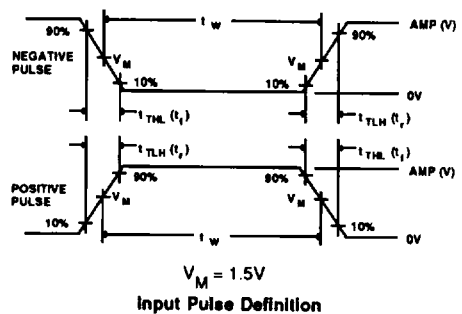 90% t w AMP (V)
90%
NEGATIVE
PULSE
V M V M
10% 10%
0V
t THL (t f) t TLH (t r)
t TLH (t r) t THL (t f)
AMP (V)
POSITIVE
PULSE
90% 90%
V M V M
10% 10%
t w 0V
V M = 1.5V
Input Pulse Definition